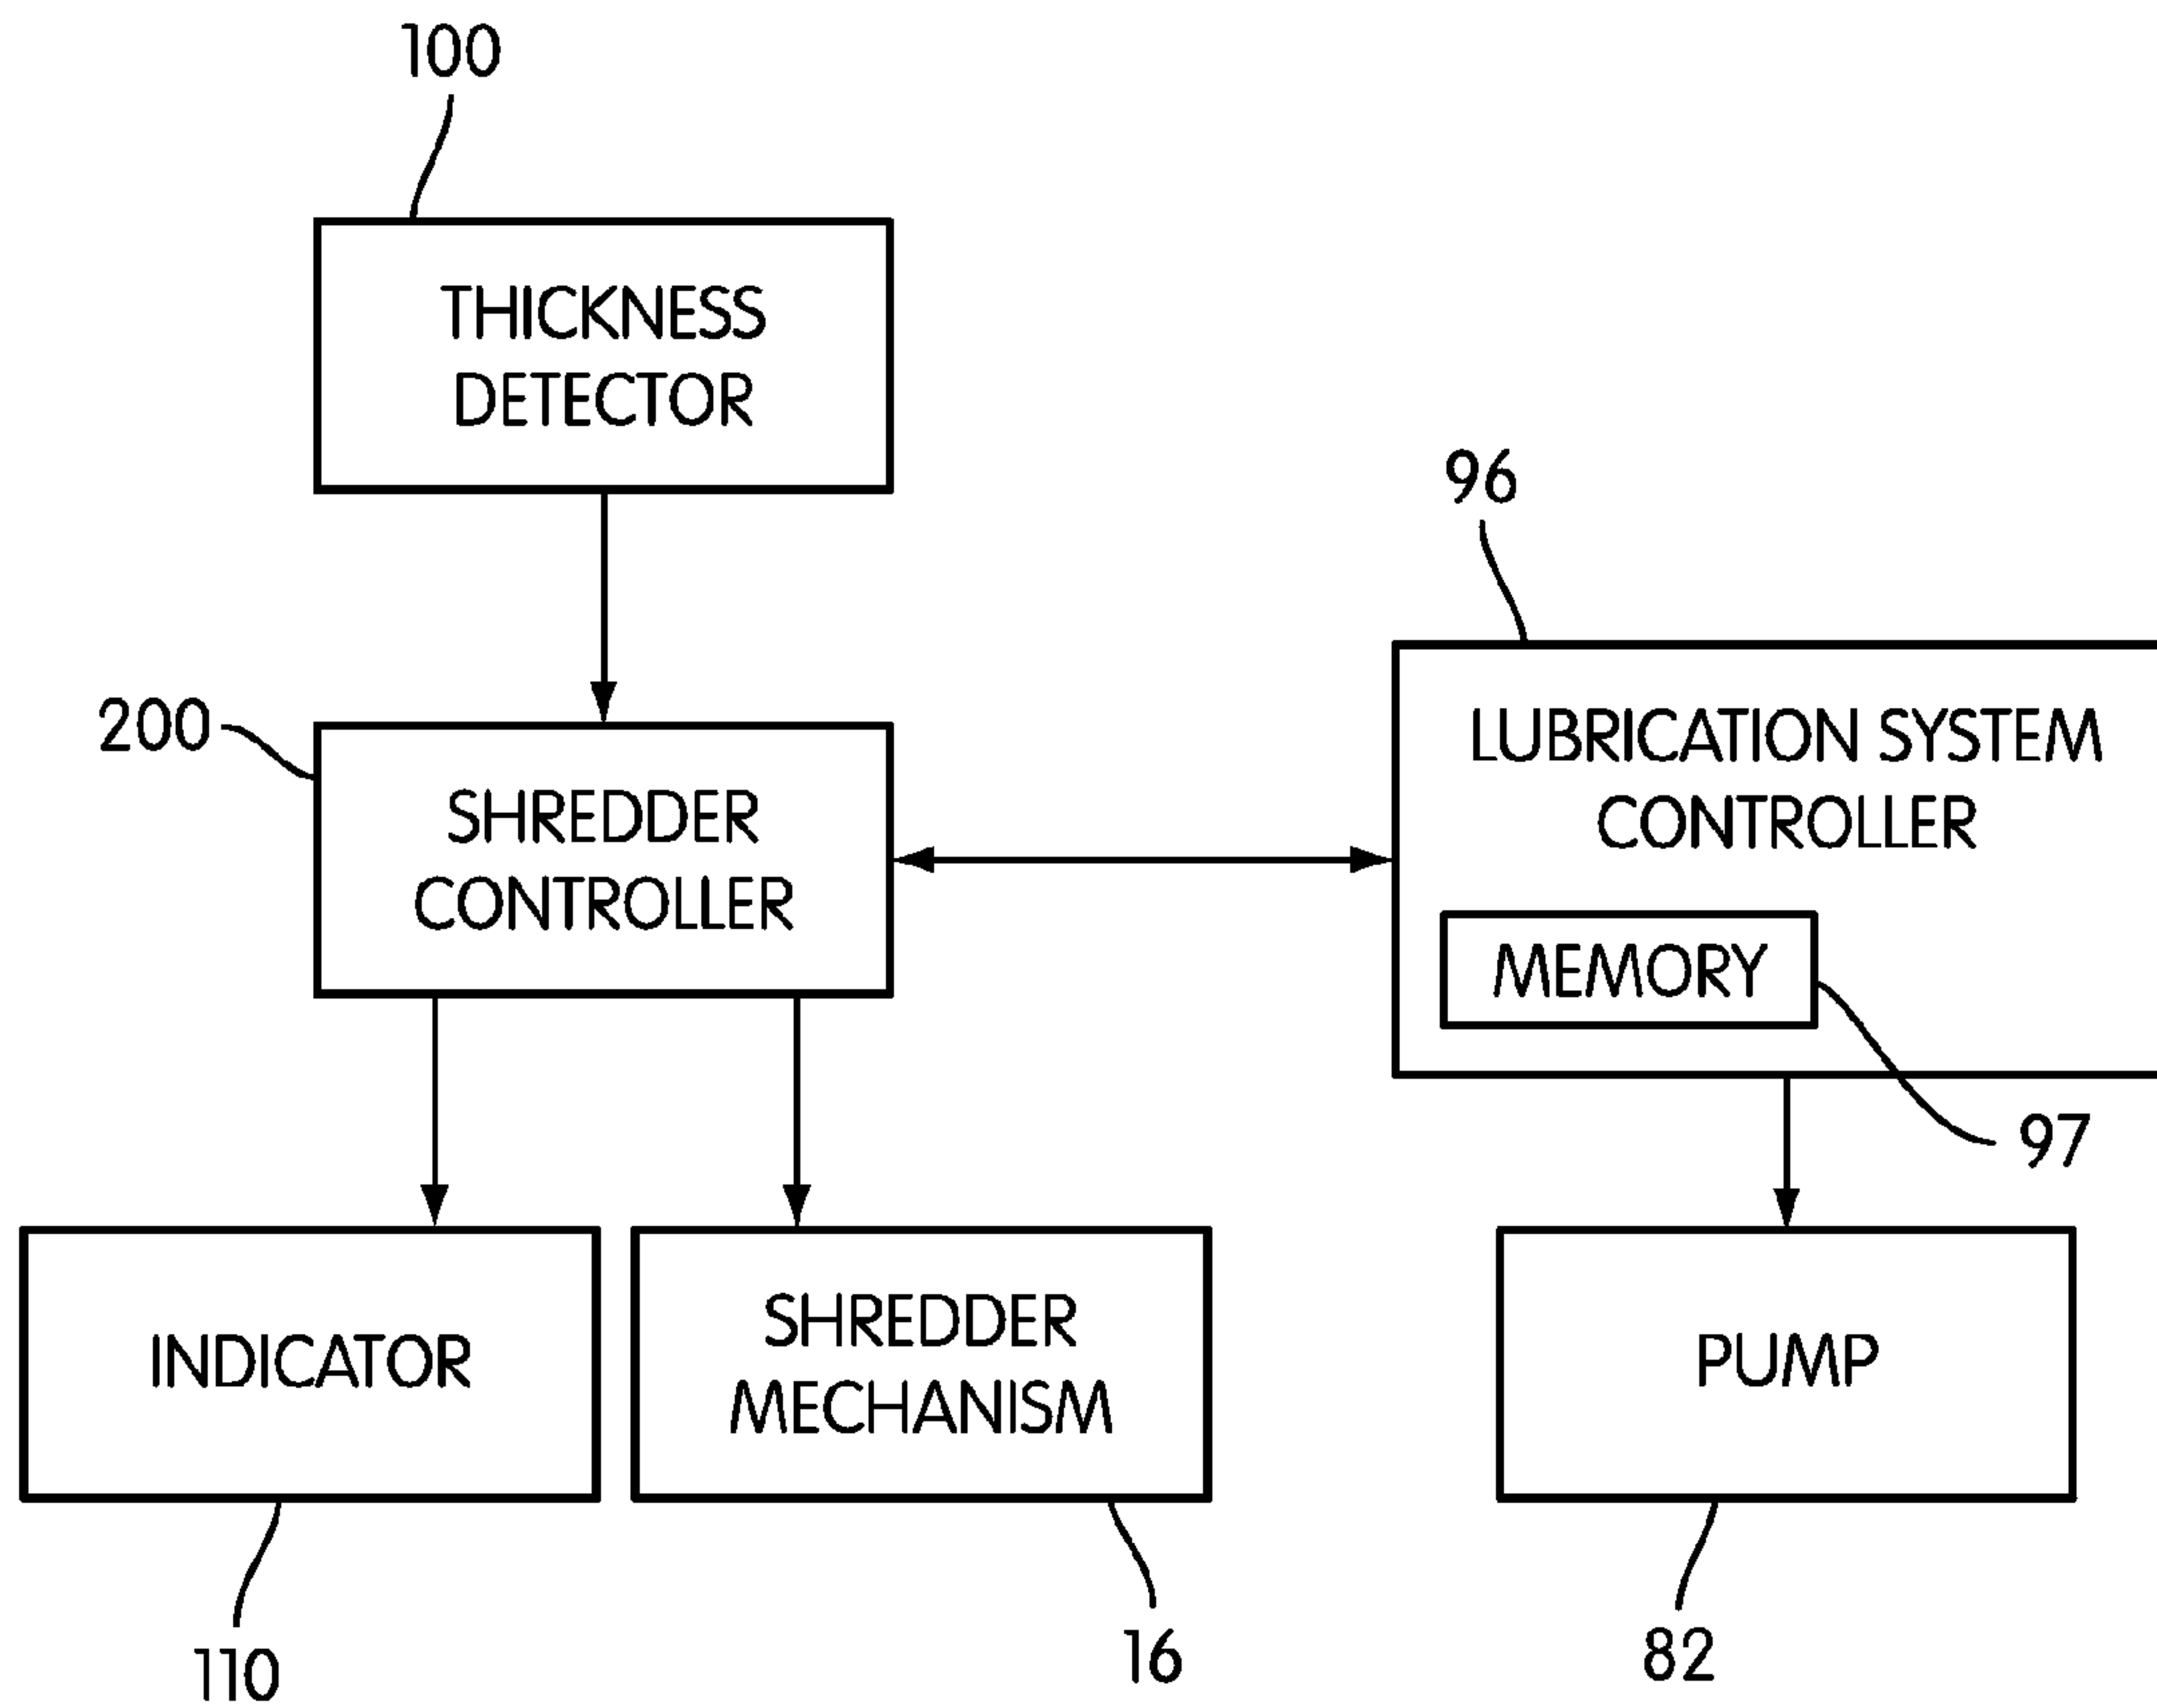 100
THICKNESS
DETECTOR
96
200
SHREDDER
CONTROLLER
LUBRICATION SYSTEM
CONTROLLER
MEMORY
97
INDICATOR
SHREDDER
MECHANISM
PUMP
110
16
82